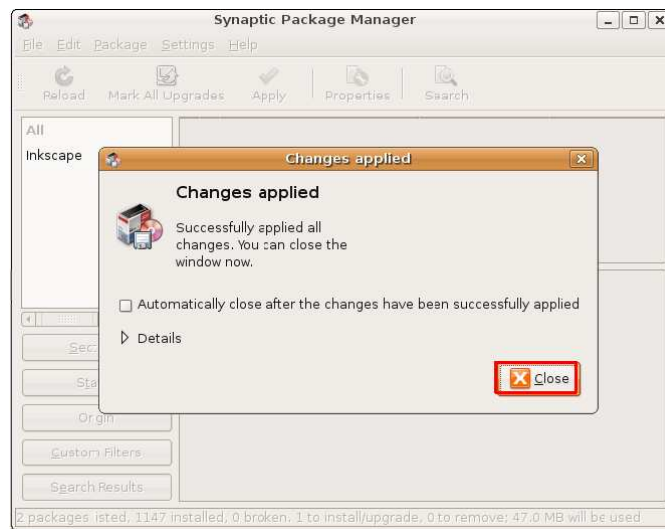 Synaptic Package Manager
File Edit Package Settings Help
Reload Mark All Upgrades Apply Properties Search
All
Inkscape
Changes applied
Changes applied
Successfully applied all
changes. You can close the
window now.
Automatically close after the changes have been successfully applied
Details
Close
Origin
Custom Filters
Search Results
2 packages listed, 1147 installed, 0 broken. 1 to install/upgrade, 0 to remove; 47.0 MB will be used